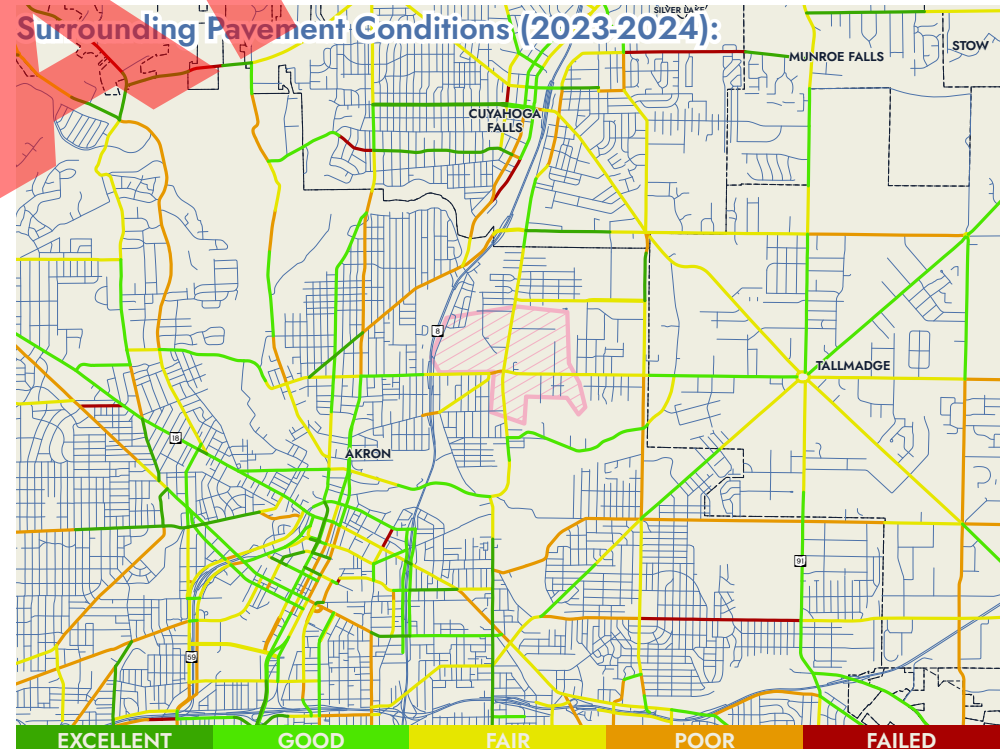 Surrounding Pavement Conditions (2023-2024):
SILVER LAKE
STOW
MUNROE FALLS
CUYAHOGA
FALLS
8
TALLMADGE
18
AKRON
91
59
EXCELLENT GOOD FAIR POOR FAILED